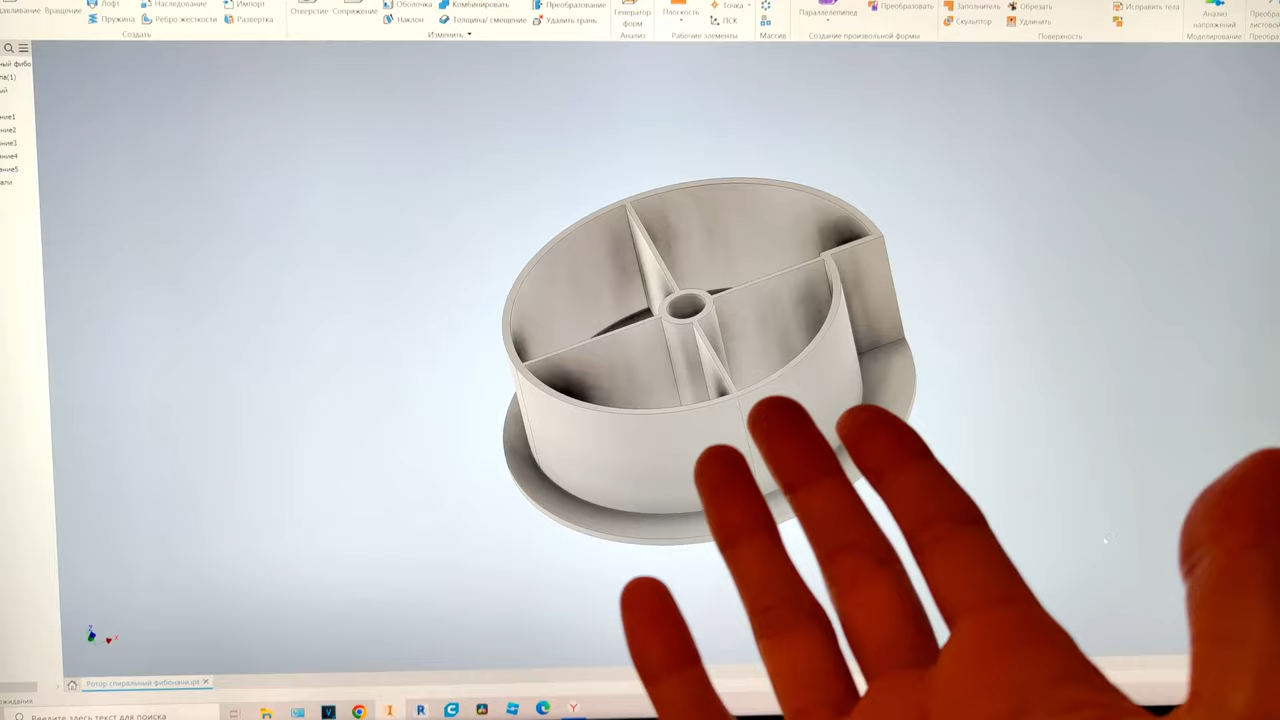 Лофт
Наследование
Импорт
Вращение
Пружина
Ребро жесткости
Развертка
Создать
Отверстие
Сопряжение
Оболочка
Комбинировать
Преобразование
Наклон
Толщина/ смещение
Удалить грань
Изменить
Генератор
форм
Анализ
Плоскость
Точка
ПСК
Рабочие элементы
Массив
Параллелепипед
Преобразовать
Создание произвольной формы
Заполнитель
Обрезать
Скульптор
Удлинить
Исправить тела
Поверхность
Анализ
напряжений
Моделирование
Z
X
Ротор спиральный фибоначи.ipt
Введите здесь текст для поиска